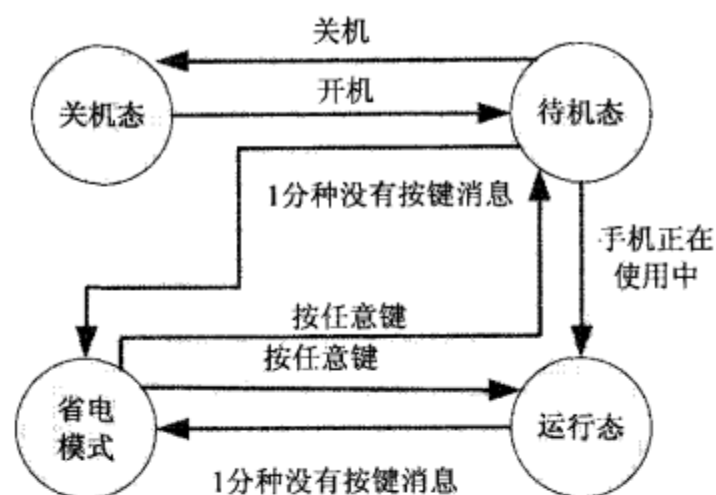 关机
关机态
开机
待机态
1分种没有按键消息
手机正在
使用中
按任意键
按任意键
省电
模式
运行态
1分种没有按键消息